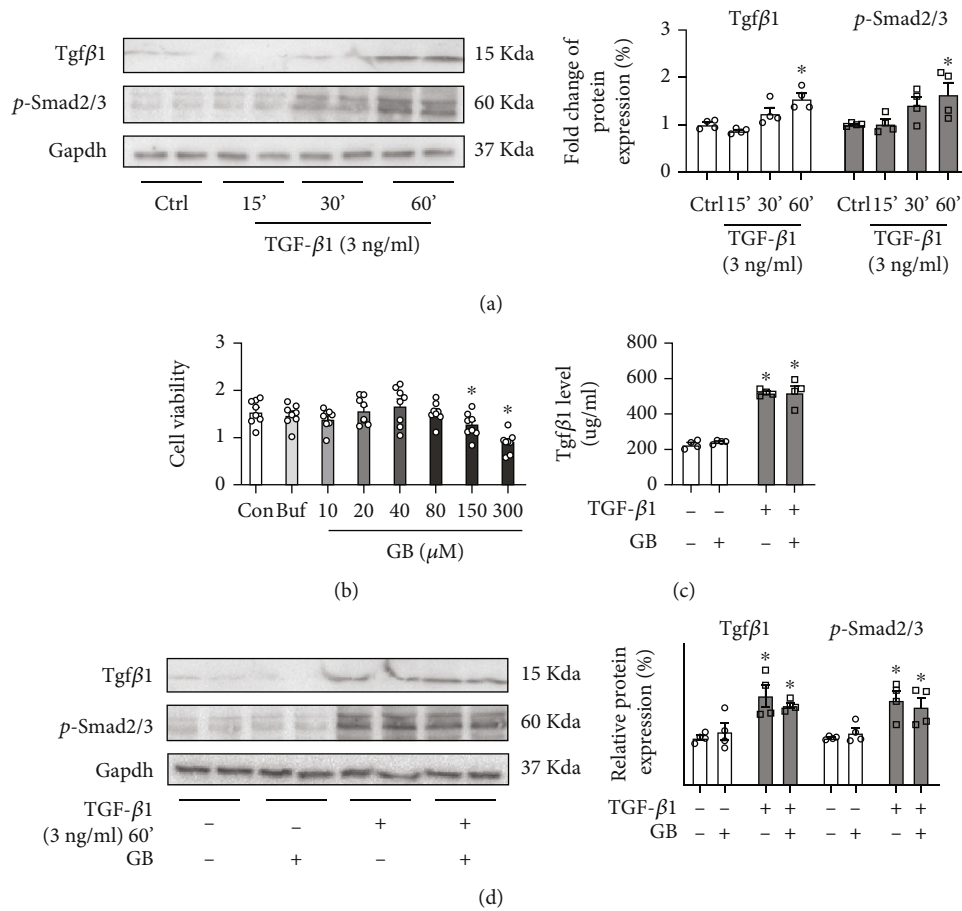 Tgfβ1
15 Kda
p-Smad2/3
60 Kda
Gapdh
37 Kda
Ctrl 15’ 30’ 60’
TGF-β1 (3 ng/ml)
Fold change of
protein
expression (%)
3
2
1
0
Tgfβ1
p-Smad2/3
*
*
Ctrl 15’ 30’ 60’
Ctrl 15’ 30’ 60’
TGF-β1
(3 ng/ml)
TGF-β1
(3 ng/ml)
(a)
Cell viability
3
2
1
0
*
*
Con Buf 10 20 40 80 150 300
GB (μM)
(b)
Tgfβ1 level
(ug/ml)
800
600
400
200
0
*
*
TGF-β1 – – + +
GB – + – +
(c)
Tgfβ1
15 Kda
p-Smad2/3
60 Kda
Gapdh
37 Kda
TGF-β1
(3 ng/ml) 60’ – – + +
GB – + – +
Relative protein
expression (%)
Tgfβ1
p-Smad2/3
*
*
*
*
TGF-β1 – – + + – – + +
GB – + – + – + – +
(d)